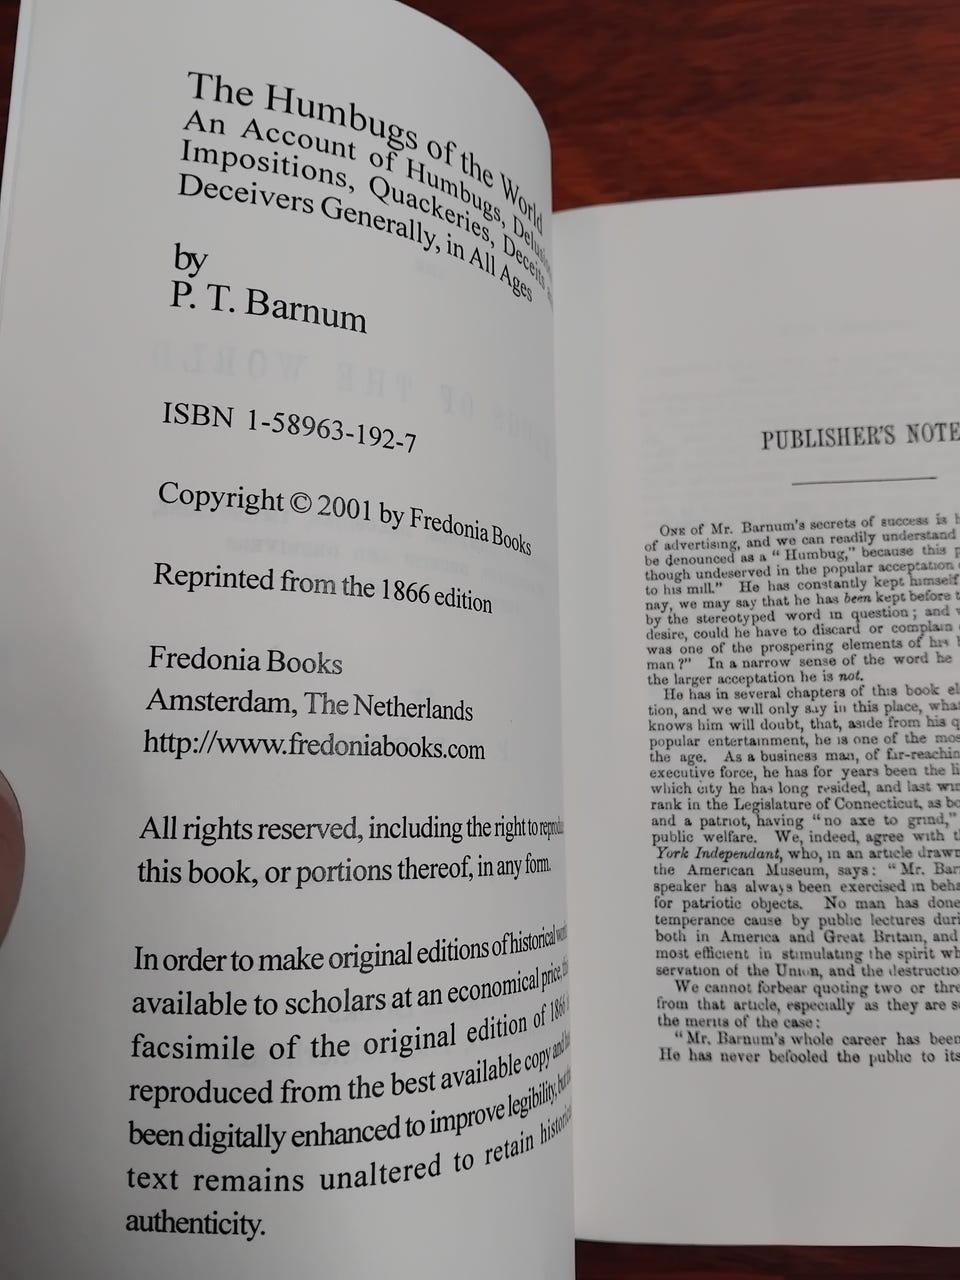 The Humbugs of the World
An Account of Humbugs,
Impositions, Quackeries, Deceits
Deceivers Generally, in All Ages
by
P. T. Barnum
ISBN 1-58963-192-7
Copyright © 2001 by Fredonia Books
Reprinted from the 1866 edition
Fredonia Books
Amsterdam, The Netherlands
http://www.fredoniabooks.com
All rights reserved, including the right to
this book, or portions thereof, in any form.
In order to make original editions of historical
available to scholars at an economical price,
facsimile of the original edition of
reproduced from the best available copy and
been digitally enhanced to improve legibility,
text remains unaltered to retain
authenticity.
PUBLISHER'S NOTE
ONE of Mr. Barnum's secrets of success is
of advertising, and we can readily understand
be denounced as a "Humbug," because this
though undeserved in the popular acceptation
to his mill." He has constantly kept himself
nay, we may say that he has been kept before
by the stereotyped word in question; and
desire, could he have to discard or complain
was one of the prospering elements of his
man?" In a narrow sense of the word he
the larger acceptation he is not.
He has in several chapters of this book
tion, and we will only say in this place,
knows him will doubt, that, aside from his
popular entertainment, he is one of the
the age. As a business man, of far-reaching
executive force, he has for years been the
which city he has long resided, and last
rank in the Legislature of Connecticut, as
and a patriot, having "no axe to grind,"
public welfare. We, indeed, agree with
York Independant, who, in an article
the American Museum, says: "Mr.
speaker has always been exercised in
for patriotic objects. No man has done
temperance cause by public lectures
both in America and Great Britain, and
most efficient in stimulating the spirit
servation of the Union, and the
We cannot forbear quoting two or
from that article, especially as they are
the merits of the case:
"Mr. Barnum's whole career has been
He has never befooled the public to its